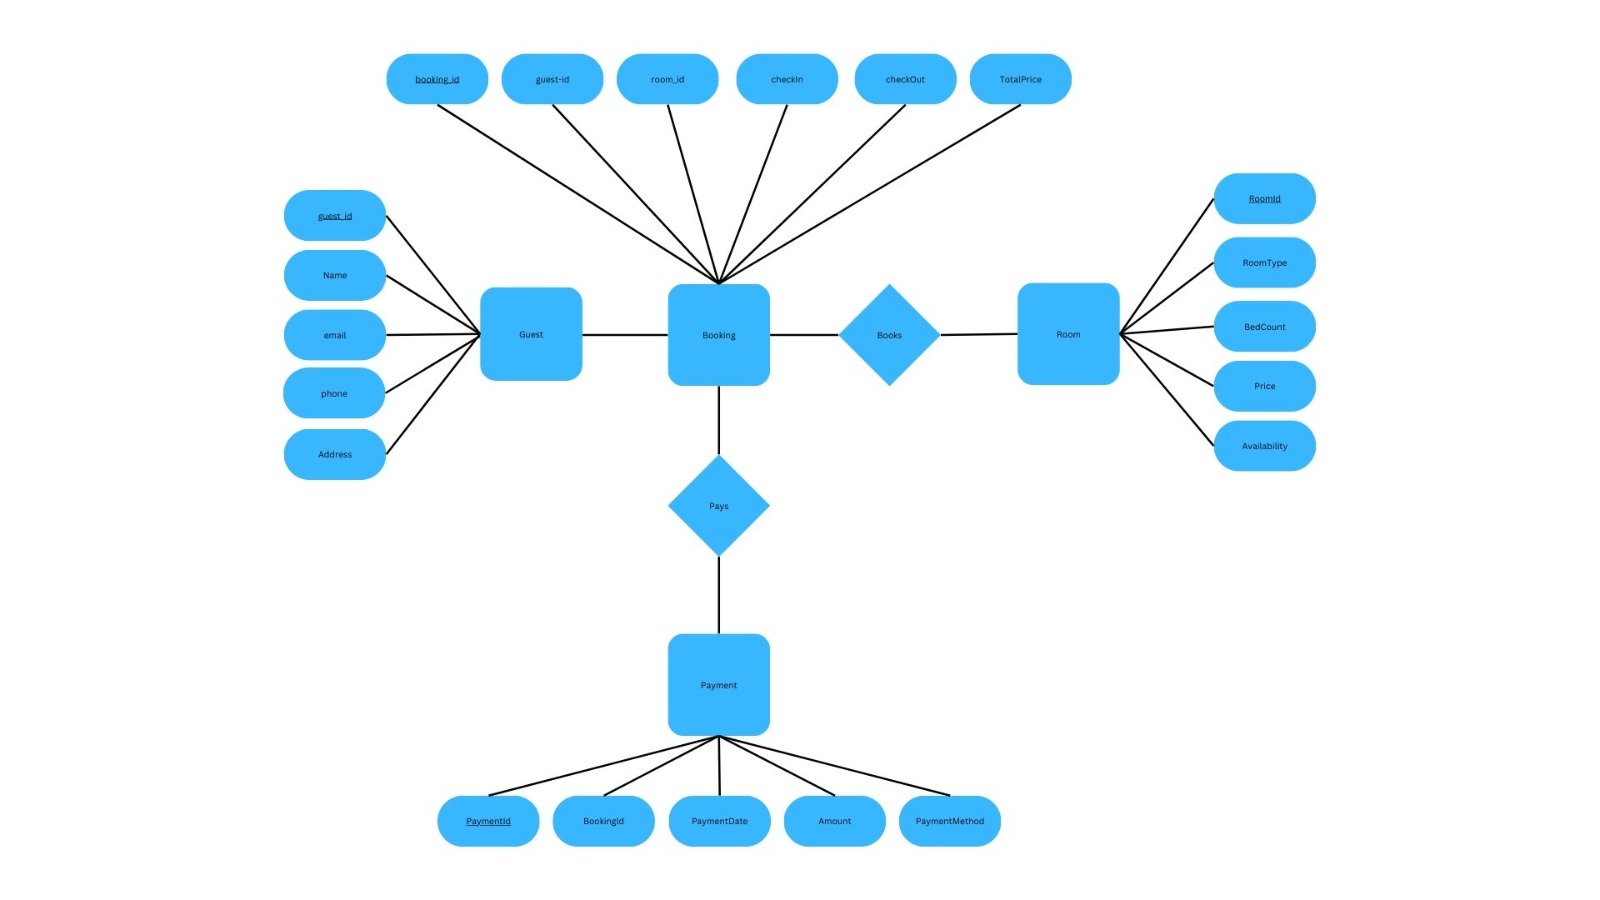 booking_id
guest-id
room_id
checkIn
checkOut
TotalPrice
guest_id
Name
email
phone
Address
Guest
Booking
Books
Room
RoomId
RoomType
BedCount
Price
Availability
Pays
Payment
PaymentId
BookingId
PaymentDate
Amount
PaymentMethod